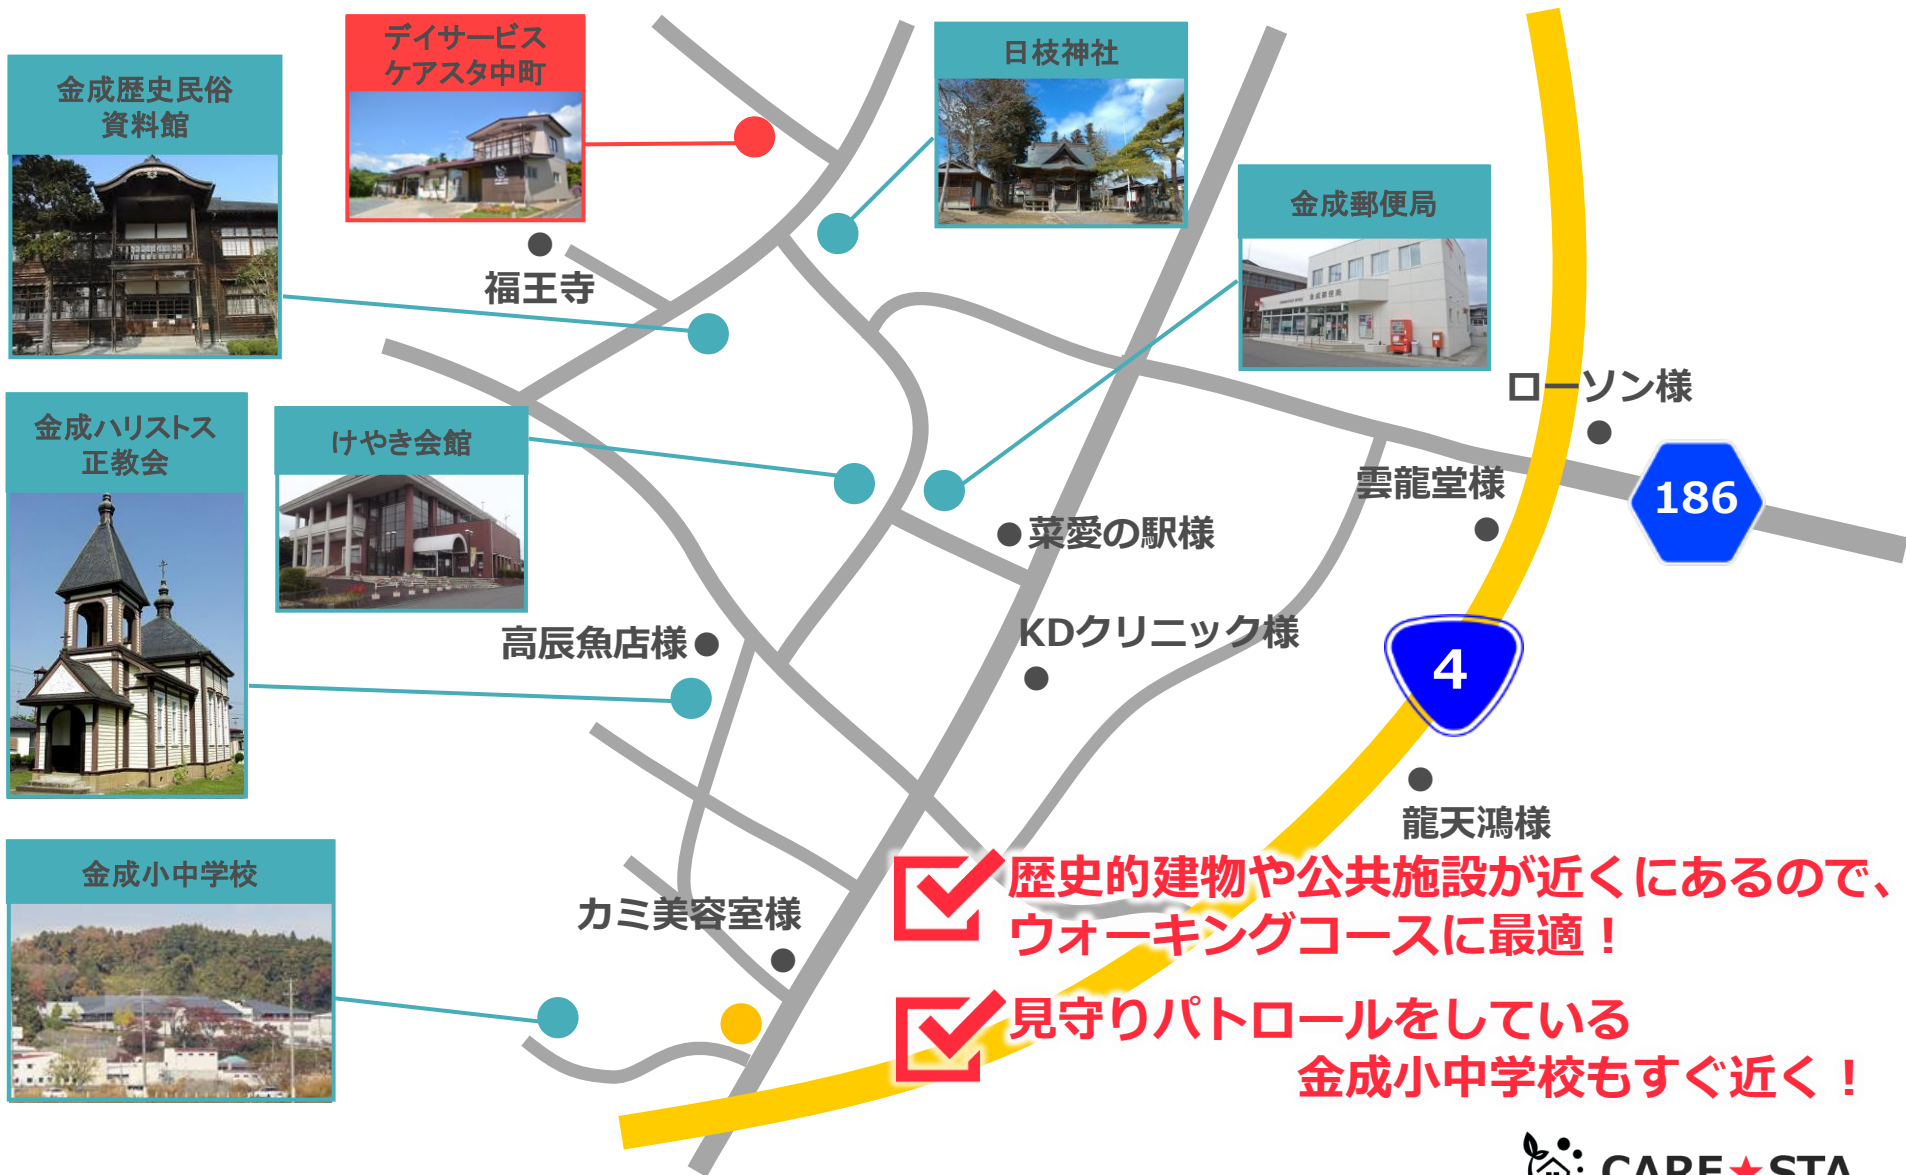 デイサービス
ケアスタ中町
日枝神社
金成歴史民俗
資料館
金成郵便局
福王寺
ローソン様
金成ハリストス
正教会
けやき会館
雲龍堂様
186
菜愛の駅様
高辰魚店様
KDクリニック様
4
龍天鴻様
金成小中学校
歴史的建物や公共施設が近くにあるので、
ウォーキングコースに最適！
カミ美容室様
見守りパトロールをしている
金成小中学校もすぐ近く！
CARE★STA